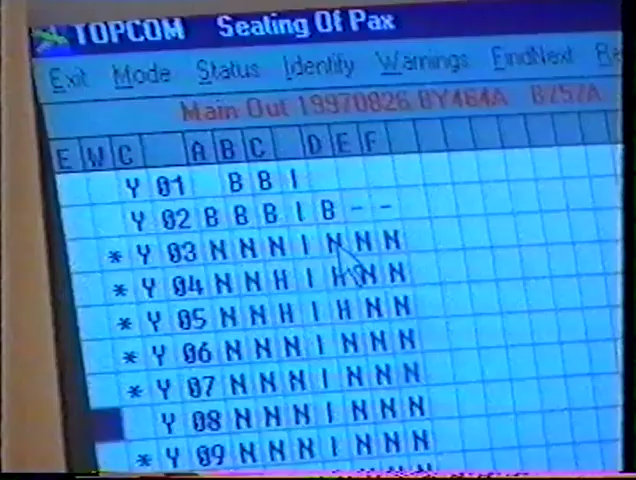 TOPCOM Seating Of Pax
Exit Mode Status Identity Warnings FindNext
Main Out 19970826 BY464A B757A
E W C A B C D E F
Y 01 B B I
Y 02 B B B I B - -
* Y 03 N N N I N N N
* Y 04 N N H I H N N
* Y 05 N N H I H N N
* Y 06 N N N I N N N
* Y 07 N N N I N N N
Y 08 N N N I N N N
* Y 09 N N N I N N N